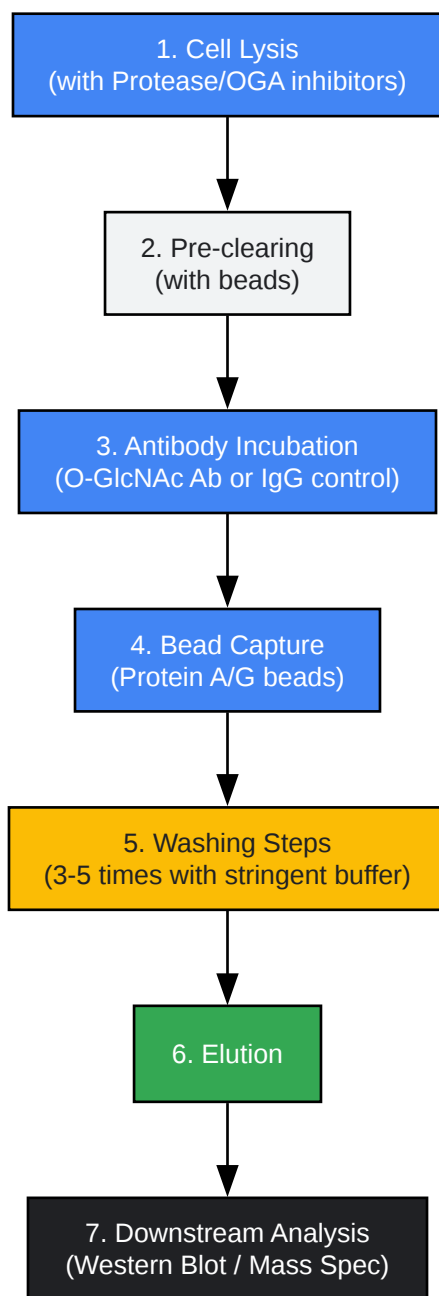 1. Cell Lysis
(with Protease/OGA inhibitors)
2. Pre-clearing
(with beads)
3. Antibody Incubation
(O-GlcNAc Ab or IgG control)
4. Bead Capture
(Protein A/G beads)
5. Washing Steps
(3-5 times with stringent buffer)
6. Elution
7. Downstream Analysis
(Western Blot / Mass Spec)